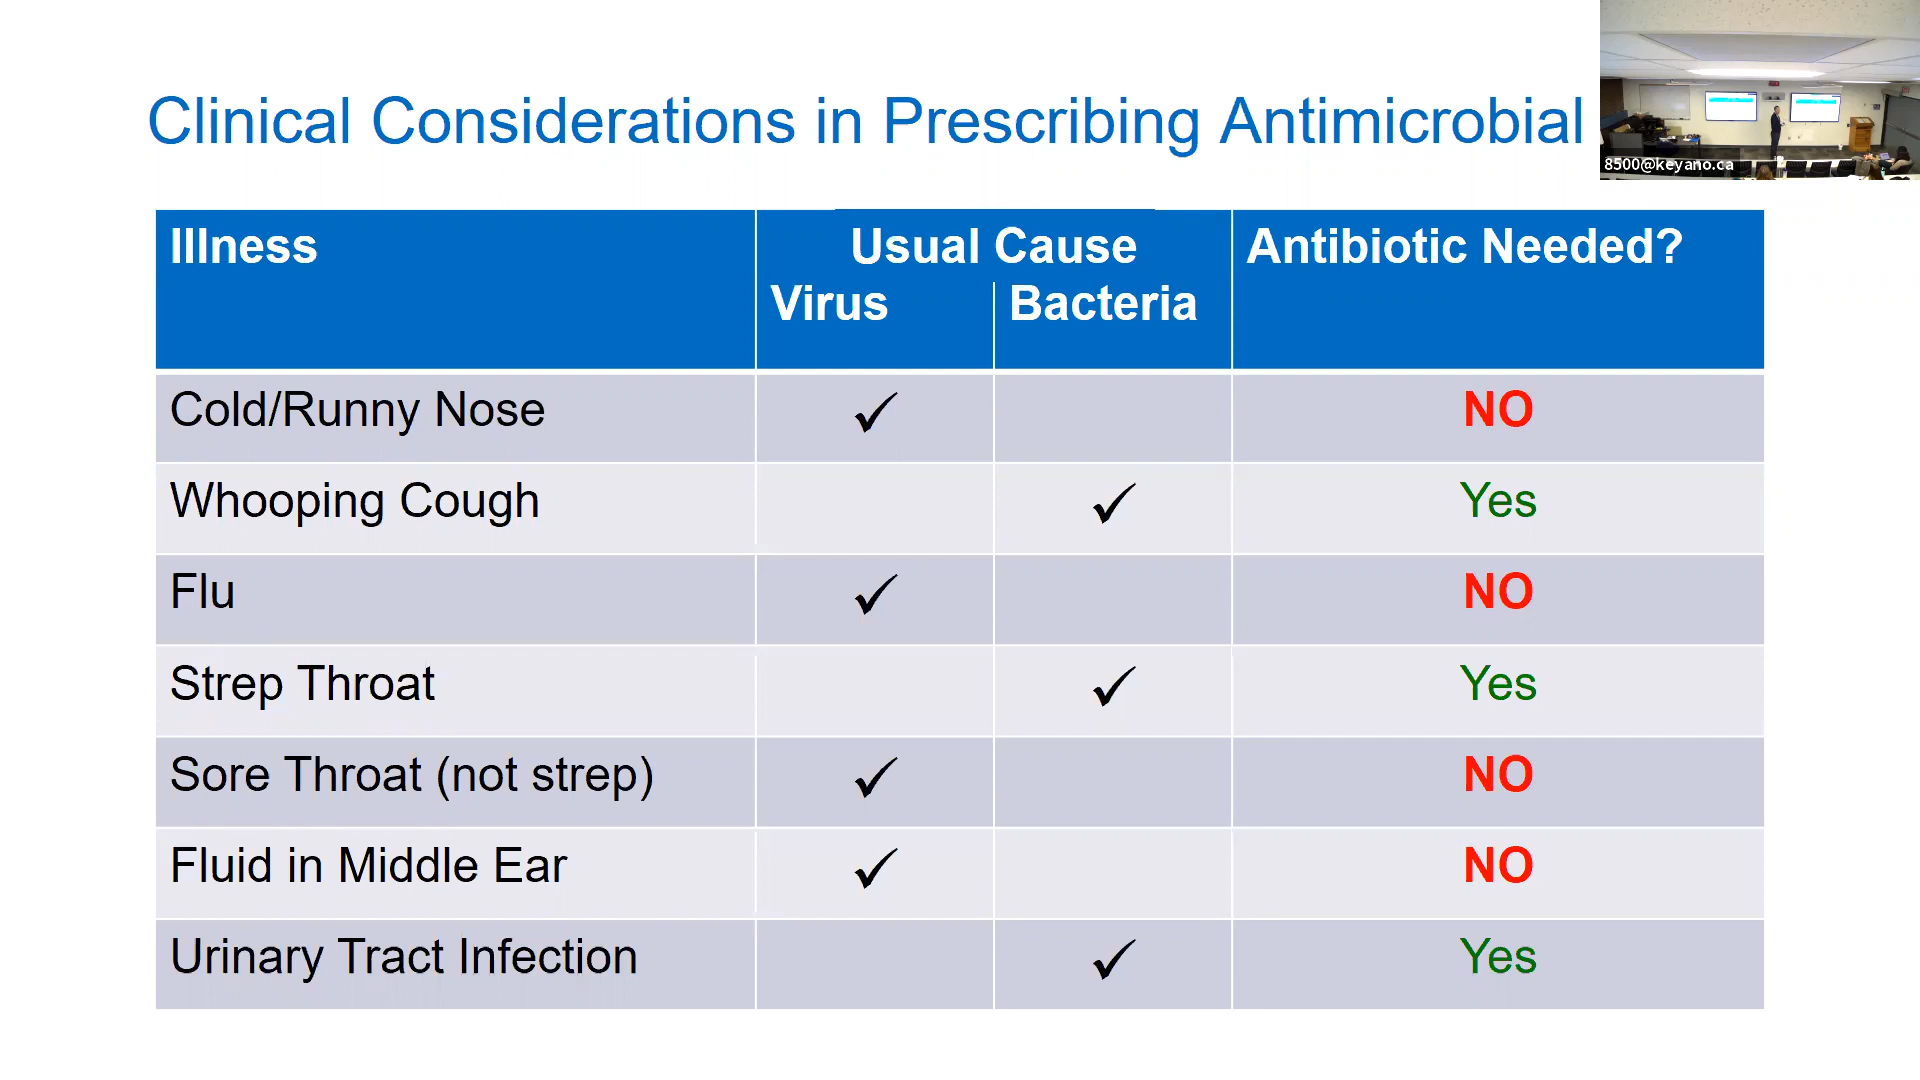 Clinical Considerations in Prescribing Antimicrobial
8500@keyano.ca
Illness
Usual Cause
Antibiotic Needed?
Virus
Bacteria
Cold/Runny Nose ✓ NO
Whooping Cough ✓ Yes
Flu ✓ NO
Strep Throat ✓ Yes
Sore Throat (not strep) ✓ NO
Fluid in Middle Ear ✓ NO
Urinary Tract Infection ✓ Yes